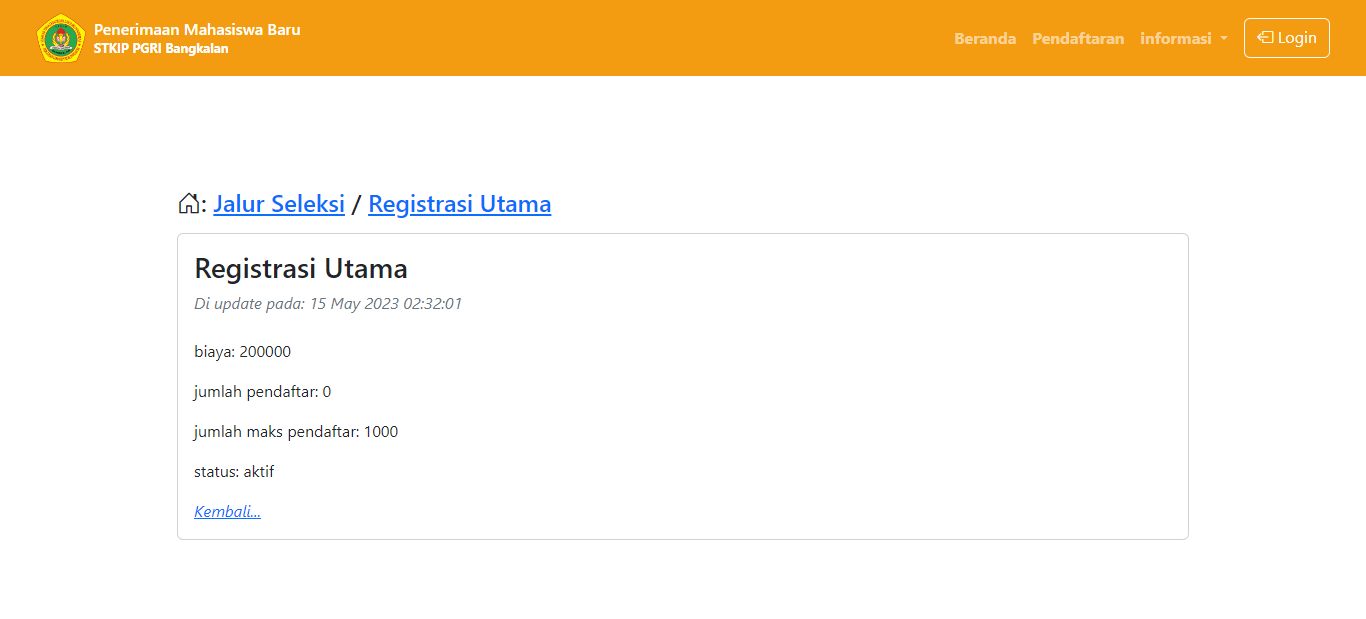 Penerimaan Mahasiswa Baru
STKIP PGRI Bangkalan
Beranda Pendaftaran informasi Login
: Jalur Seleksi / Registrasi Utama
Registrasi Utama
Di update pada: 15 May 2023 02:32:01
biaya: 200000
jumlah pendaftar: 0
jumlah maks pendaftar: 1000
status: aktif
Kembali...